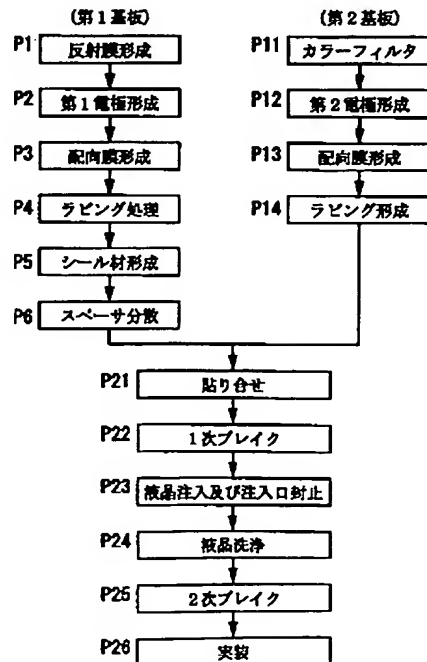 (第1基板)
P1 反射膜形成
P2 第1電極形成
P3 配向膜形成
P4 ラビング処理
P5 シール材形成
P6 スペーサ分散
(第2基板)
P11 カラーフィルタ
P12 第2電極形成
P13 配向膜形成
P14 ラビング形成
P21 貼り合せ
P22 1次ブレイク
P23 液晶注入及び注入口封止
P24 液晶洗浄
P25 2次ブレイク
P26 実装